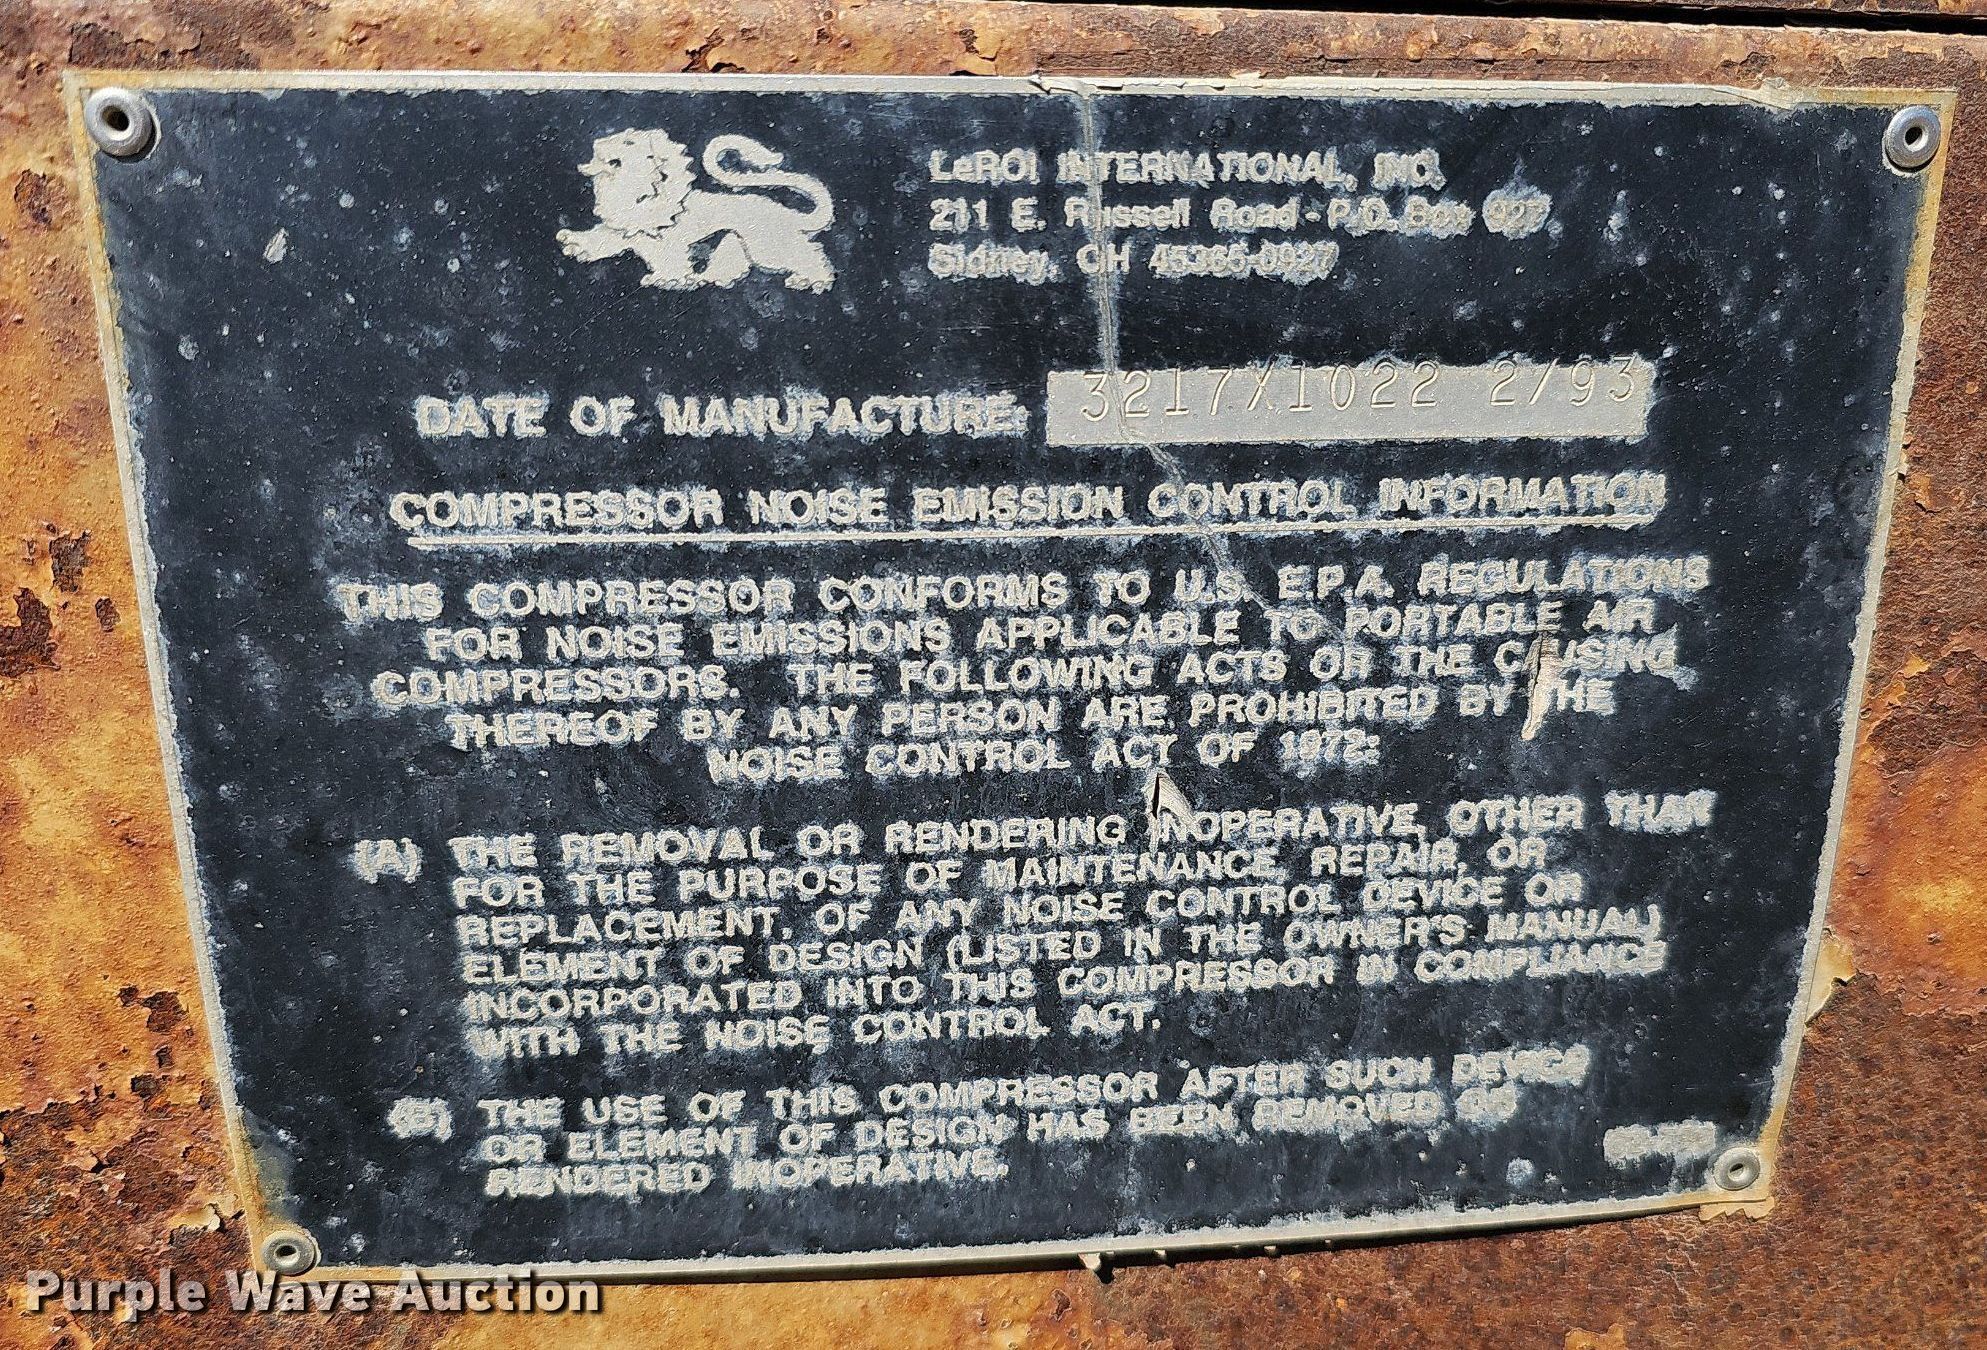 LeROI INTERNATIONAL, INC.
211 E. Russell Road - P.O. Box 927
Sidney, OH 45365-0927
DATE OF MANUFACTURE: 3217X1022 2/93
COMPRESSOR NOISE EMISSION CONTROL INFORMATION
THIS COMPRESSOR CONFORMS TO U.S. E.P.A. REGULATIONS
FOR NOISE EMISSIONS APPLICABLE TO PORTABLE AIR
COMPRESSORS. THE FOLLOWING ACTS OR THE CAUSING
THEREOF BY ANY PERSON ARE PROHIBITED BY THE
NOISE CONTROL ACT OF 1972:
(A) THE REMOVAL OR RENDERING INOPERATIVE, OTHER THAN
FOR THE PURPOSE OF MAINTENANCE, REPAIR, OR
REPLACEMENT, OF ANY NOISE CONTROL DEVICE OR
ELEMENT OF DESIGN (LISTED IN THE OWNER'S MANUAL)
INCORPORATED INTO THIS COMPRESSOR IN COMPLIANCE
WITH THE NOISE CONTROL ACT.
(B) THE USE OF THIS COMPRESSOR AFTER SUCH DEVICE
OR ELEMENT OF DESIGN HAS BEEN REMOVED OR
RENDERED INOPERATIVE.
Purple Wave Auction